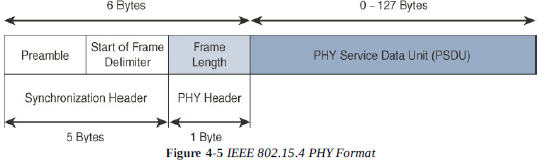 6 Bytes
0 – 127 Bytes
Preamble
Start of Frame
Delimiter
Frame
Length
PHY Service Data Unit (PSDU)
Synchronization Header
PHY Header
5 Bytes
1 Byte
Figure 4-5 IEEE 802.15.4 PHY Format